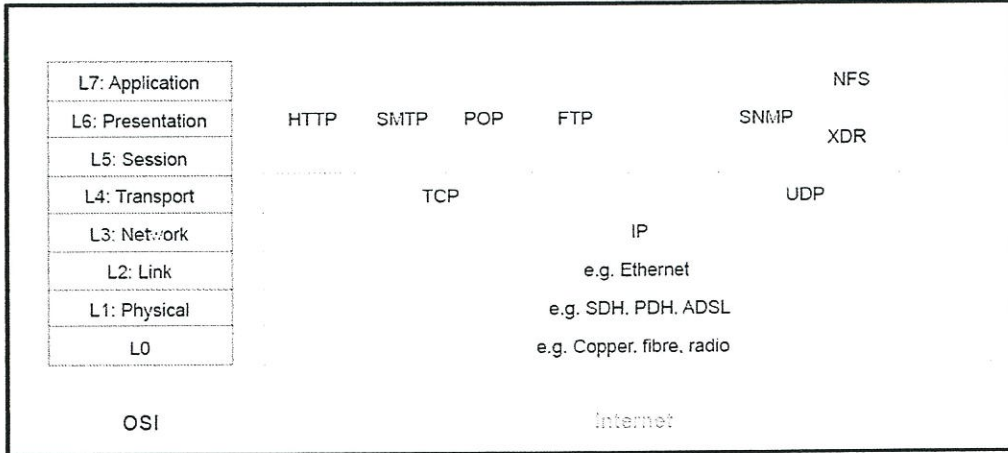 L7: Application NFS
L6: Presentation HTTP SMTP POP FTP SNMP
XDR
L5: Session
L4: Transport TCP UDP
L3: Network IP
L2: Link e.g. Ethernet
L1: Physical e.g. SDH, PDH, ADSL
L0 e.g. Copper, fibre, radio
OSI Internet